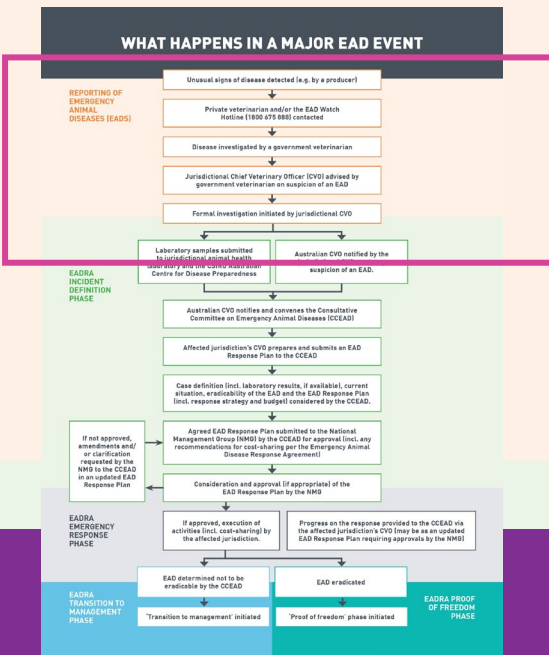 WHAT HAPPENS IN A MAJOR EAD EVENT
REPORTING OF
EMERGENCY
ANIMAL
DISEASES (EADS)
Unusual signs of disease detected (e.g. by a producer)
Private veterinarian and/or the EAD Watch
Hotline (1800 675 888) contacted
Disease investigated by a government veterinarian
Jurisdictional Chief Veterinary Officer (CVO) advised by
government veterinarian on suspicion of an EAD
Formal investigation initiated by jurisdictional CVO
EADRA
INCIDENT
DEFINITION
PHASE
Laboratory samples submitted
to jurisdictional animal health
laboratory and the CSIRO Australian
Centre for Disease Preparedness
Australian CVO notified by the
suspicion of an EAD.
Australian CVO notifies and convenes the Consultative
Committee on Emergency Animal Diseases (CCEAD)
Affected jurisdiction's CVO prepares and submits an EAD
Response Plan to the CCEAD
Case definition (incl. laboratory results, if available), current
situation, eradicability of the EAD and the EAD Response Plan
(incl. response strategy and budget) considered by the CCEAD.
If not approved,
amendments and/
or clarification
requested by the
NMG to the CCEAD
in an updated EAD
Response Plan
Agreed EAD Response Plan submitted to the National
Management Group (NMG) by the CCEAD for approval (incl. any
recommendations for cost-sharing per the Emergency Animal
Disease Response Agreement)
Consideration and approval (if appropriate) of the
EAD Response Plan by the NMG
EADRA
EMERGENCY
RESPONSE
PHASE
If approved, execution of
activities (incl. cost-sharing) by
the affected jurisdiction.
Progress on the response provided to the CCEAD via
the affected jurisdiction's CVO (may be as an updated
EAD Response Plan requiring approvals by the NMG)
EADRA
TRANSITION TO
MANAGEMENT
PHASE
EAD determined not to be
eradicable by the CCEAD
'Transition to management' initiated
EAD eradicated
'Proof of freedom' phase initiated
EADRA PROOF
OF FREEDOM
PHASE